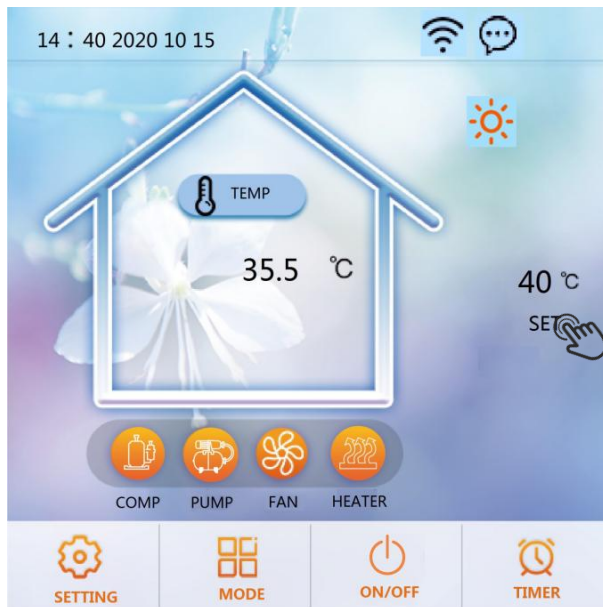 14：40 2020 10 15
TEMP
35.5 ℃
40 ℃
SET
COMP PUMP FAN HEATER
SETTING MODE ON/OFF TIMER